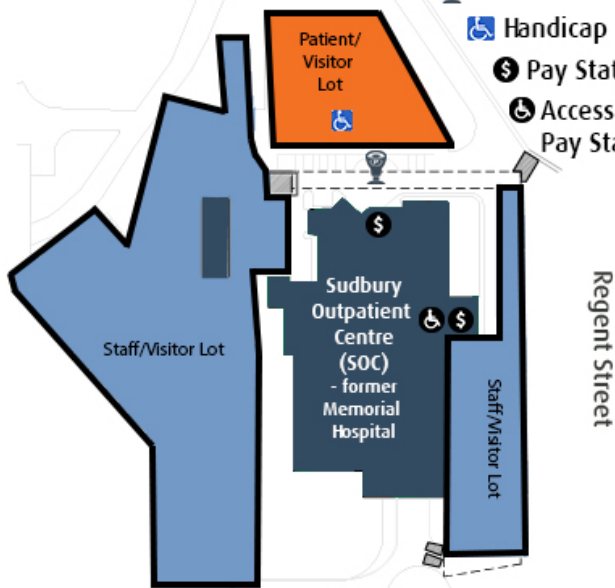 Patient/
Visitor
Lot
Handicap
$ Pay Stat
Access
Pay Sta
Staff/Visitor Lot
$
Sudbury
Outpatient
Centre
(SOC)
- former
Memorial
Hospital
$
Staff/Visitor Lot
Regent Street